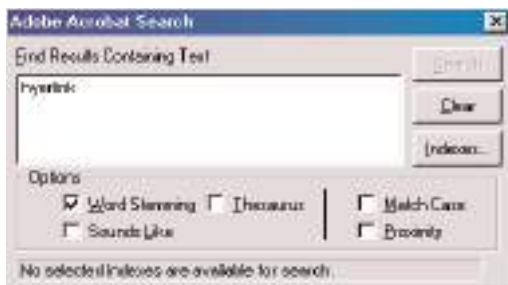 Adobe Acrobat Search
Find Results Containing Text
Search
hyerlink
Clear
Indexes...
Options
Word Stemming Thesaurus Match Case
Sounds Like Proximity
No selected indexes are available for search.